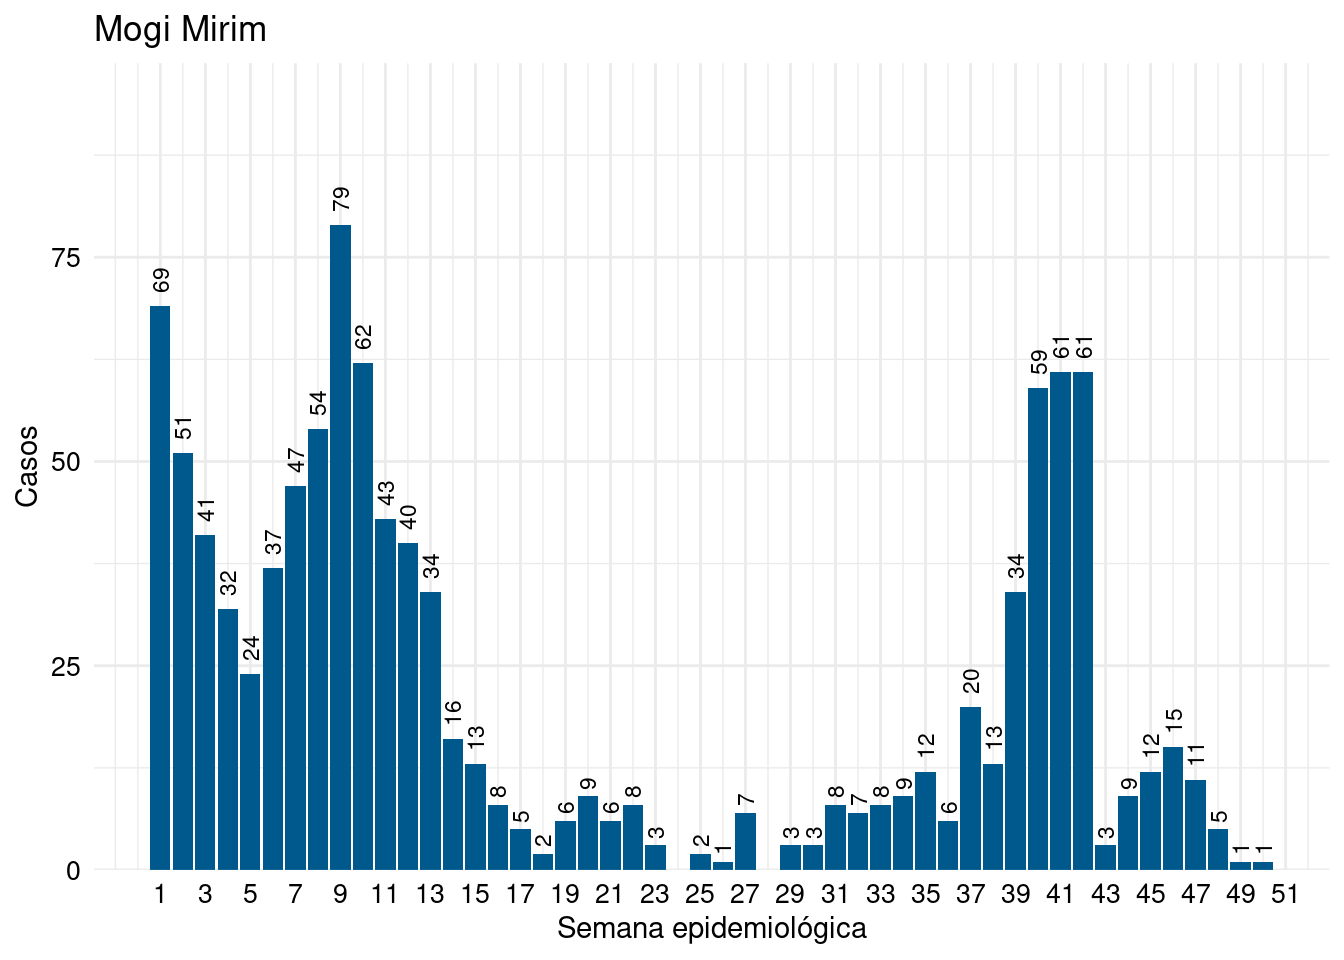 Mogi Mirim
Casos
75
50
25
0
69 51 41 32 24 37 47 54 79 62 43 40 34 16 13 8 5 2 6 9 6 8 3 2 1 7 3 3 8 7 8 9 12 6 20 13 34 59 61 61 3 9 12 15 11 5 1 1
1 3 5 7 9 11 13 15 17 19 21 23 25 27 29 31 33 35 37 39 41 43 45 47 49 51
Semana epidemiológica